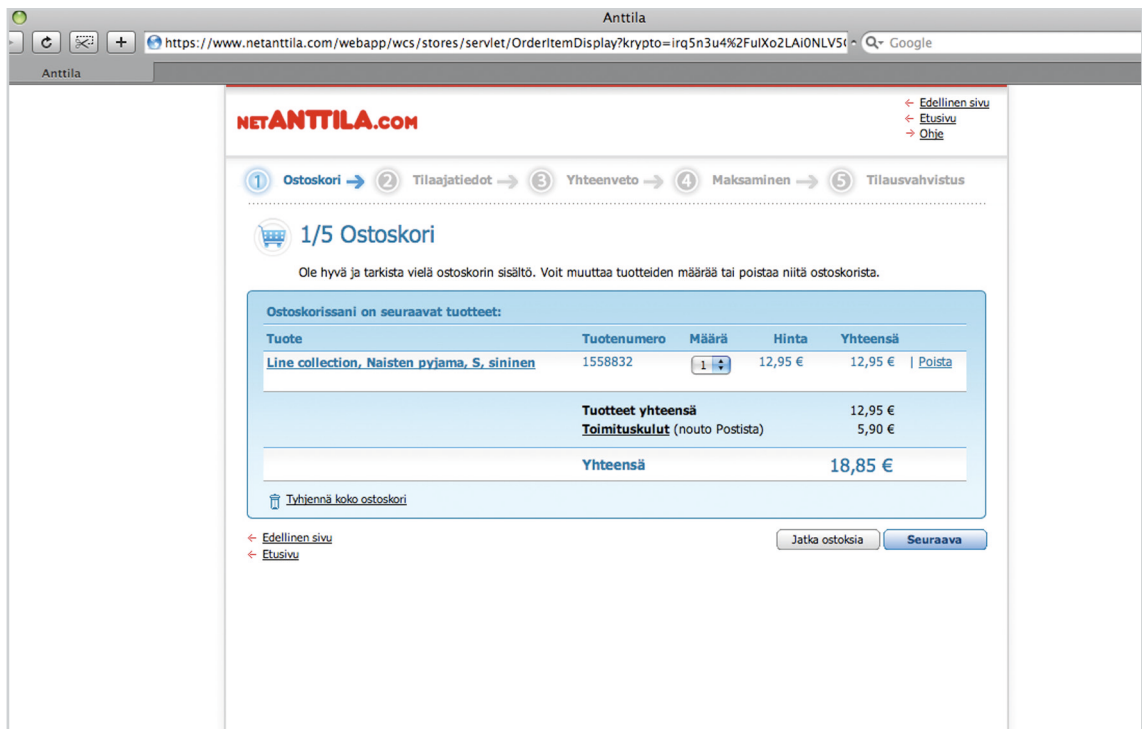 Anttila
https://www.netanttila.com/webapp/wcs/stores/servlet/OrderItemDisplay?krypto=irq5n3u4%2FuIXo2LAi0NLV5( Google
Anttila
NETANTTILA.COM
← Edellinen sivu
← Etusivu
→ Ohje
1 Ostoskori → 2 Tilaajatiedot → 3 Yhteenveto → 4 Maksaminen → 5 Tilausvahvistus
1/5 Ostoskori
Ole hyvä ja tarkista vielä ostoskorin sisältö. Voit muuttaa tuotteiden määrää tai poistaa niitä ostoskorista.
Ostoskorissani on seuraavat tuotteet:
Tuote Tuotenumero Määrä Hinta Yhteensä
Line collection, Naisten pyjama, S, sininen 1558832 1 12,95 € 12,95 € | Poista
Tuotteet yhteensä 12,95 €
Toimituskulut (nouto Postista) 5,90 €
Yhteensä 18,85 €
Tyhjennä koko ostoskori
← Edellinen sivu
← Etusivu
Jatka ostoksia Seuraava